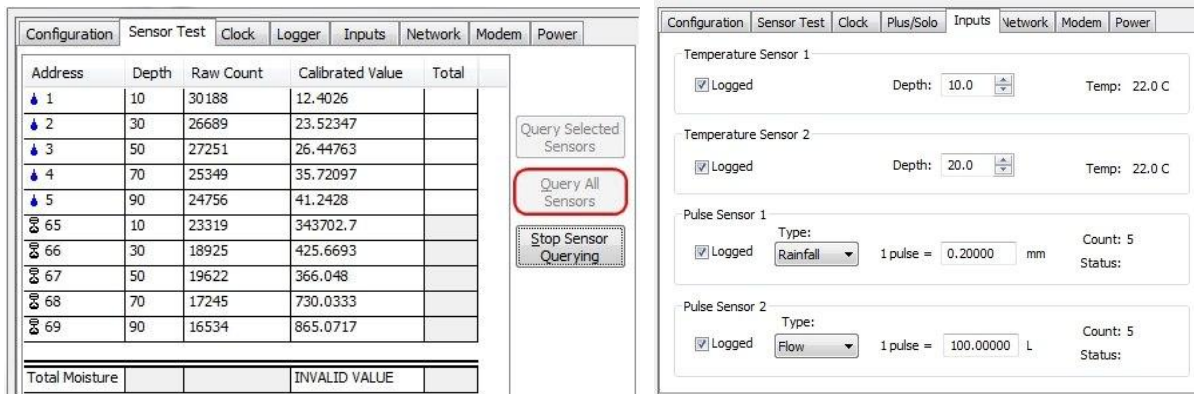 Configuration Sensor Test Clock Logger Inputs Network Modem Power
Address Depth Raw Count Calibrated Value Total
1 10 30188 12.4026
2 30 26689 23.52347
3 50 27251 26.44763
4 70 25349 35.72097
5 90 24756 41.2428
65 10 23319 343702.7
66 30 18925 425.6693
67 50 19622 366.048
68 70 17245 730.0333
69 90 16534 865.0717
Total Moisture INVALID VALUE
Query Selected
Sensors
Query All
Sensors
Stop Sensor
Querying
Configuration Sensor Test Clock Plus/Solo Inputs Network Modem Power
Temperature Sensor 1
Logged Depth: 10.0 Temp: 22.0 C
Temperature Sensor 2
Logged Depth: 20.0 Temp: 22.0 C
Pulse Sensor 1
Type:
Logged Rainfall 1 pulse = 0.20000 mm Count: 5
Status:
Pulse Sensor 2
Type:
Logged Flow 1 pulse = 100.00000 L Count: 5
Status: